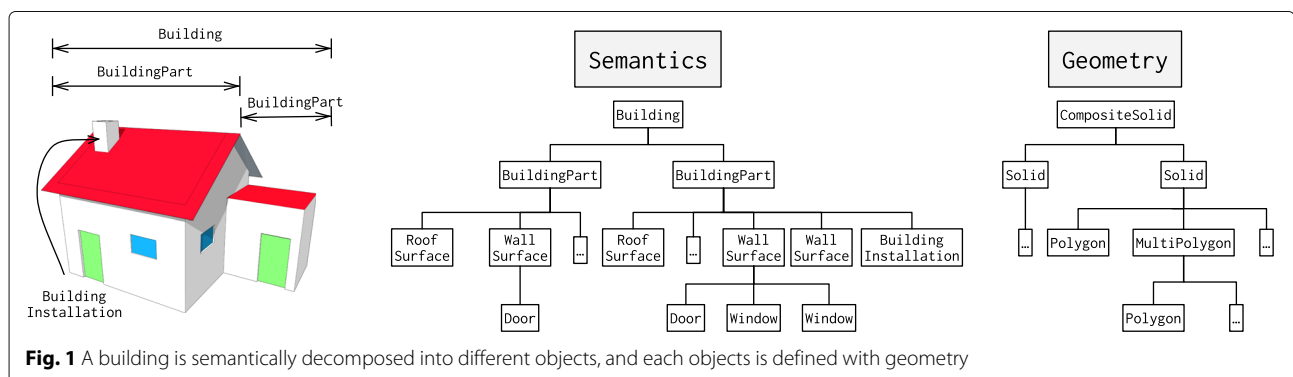 Building
BuildingPart
BuildingPart
Building
Installation
Semantics
Building
BuildingPart BuildingPart
Roof
Surface
Wall
Surface
…
Roof
Surface
…
Wall
Surface
Wall
Surface
Building
Installation
Door Door Window Window
Geometry
CompositeSolid
Solid Solid
… Polygon MultiPolygon …
Polygon …
Fig. 1 A building is semantically decomposed into different objects, and each objects is defined with geometry